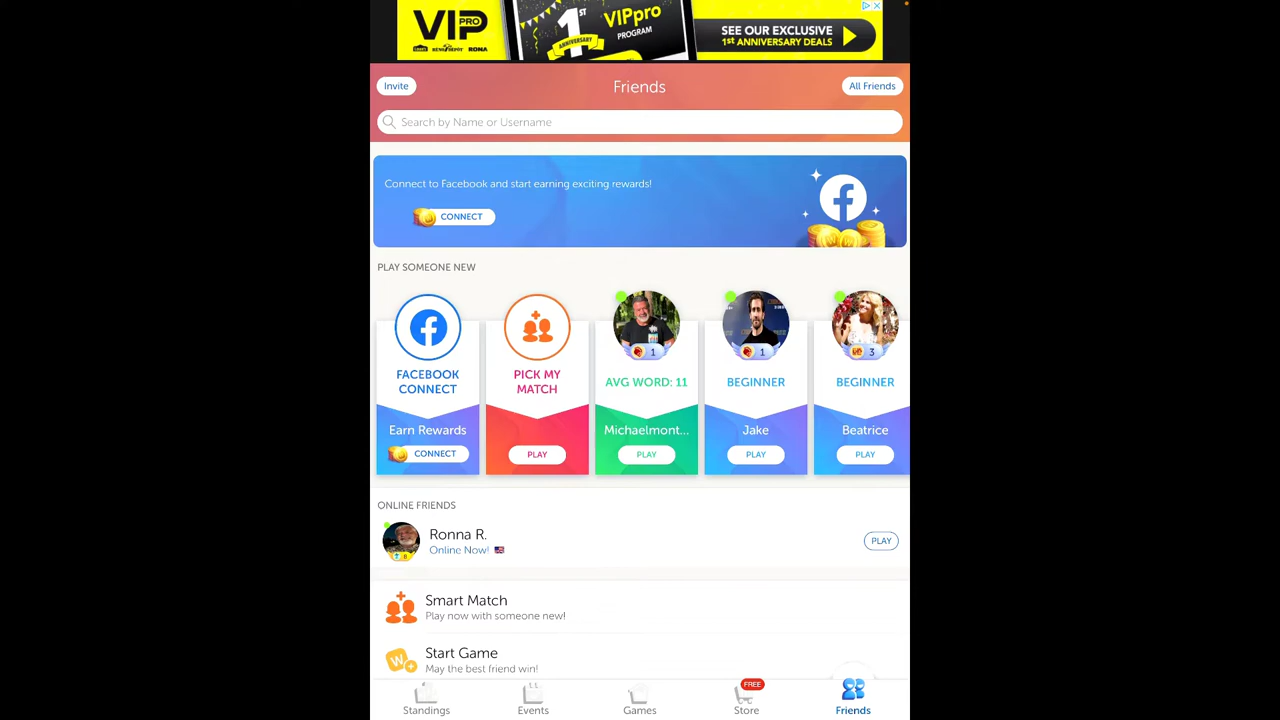 VIP
PRO
RONA
1ST
ANNIVERSARY
VIPpro
PROGRAM
SEE OUR EXCLUSIVE
1ST ANNIVERSARY DEALS
Invite
Friends
All Friends
Search by Name or Username
Connect to Facebook and start earning exciting rewards!
CONNECT
PLAY SOMEONE NEW
1
1
3
FACEBOOK
CONNECT
PICK MY
MATCH
AVG WORD: 11
BEGINNER
BEGINNER
Earn Rewards
Michaelmont...
Jake
Beatrice
CONNECT
PLAY
PLAY
PLAY
PLAY
ONLINE FRIENDS
Ronna R.
Online Now!
PLAY
Smart Match
Play now with someone new!
W
Start Game
May the best friend win!
FREE
Standings
Events
Games
Store
Friends